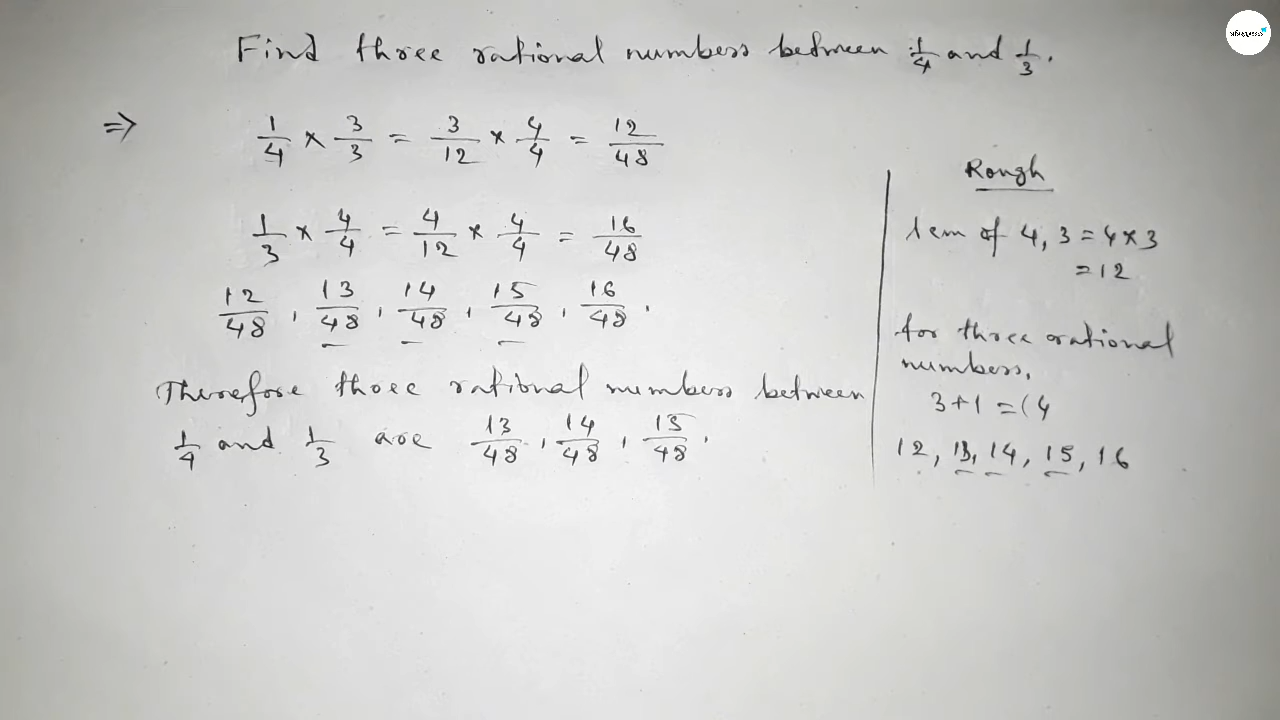 Find three rational numbers between 1/4 and 1/3.
⇒ 1/4 × 3/3 = 3/12 × 4/4 = 12/48
1/3 × 4/4 = 4/12 × 4/4 = 16/48
12/48, 13/48, 14/48, 15/48, 16/48.
Therefore three rational numbers between
1/4 and 1/3 are 13/48, 14/48, 15/48.
Rough
lcm of 4, 3 = 4×3
= 12
for three rational
numbers,
3+1 = (4
12, 13, 14, 15, 16